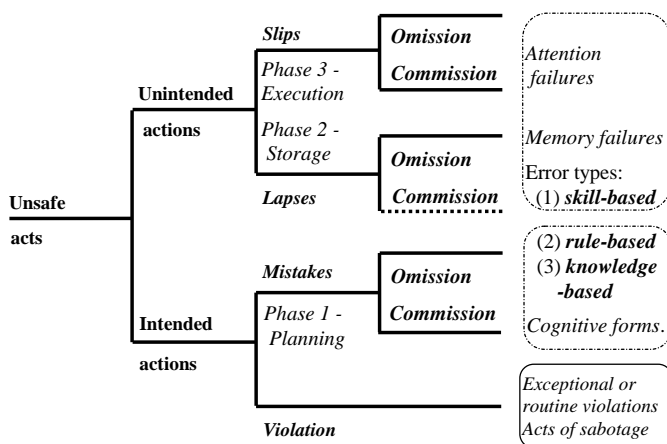 Slips
Omission
Commission
Attention
failures
Phase 3 -
Execution
Unintended
actions
Phase 2 -
Storage
Omission
Commission
Memory failures
Error types:
(1) skill-based
Lapses
Unsafe
acts
Mistakes
Omission
Commission
(2) rule-based
(3) knowledge
-based
Cognitive forms.
Phase 1 -
Planning
Intended
actions
Exceptional or
routine violations
Acts of sabotage
Violation